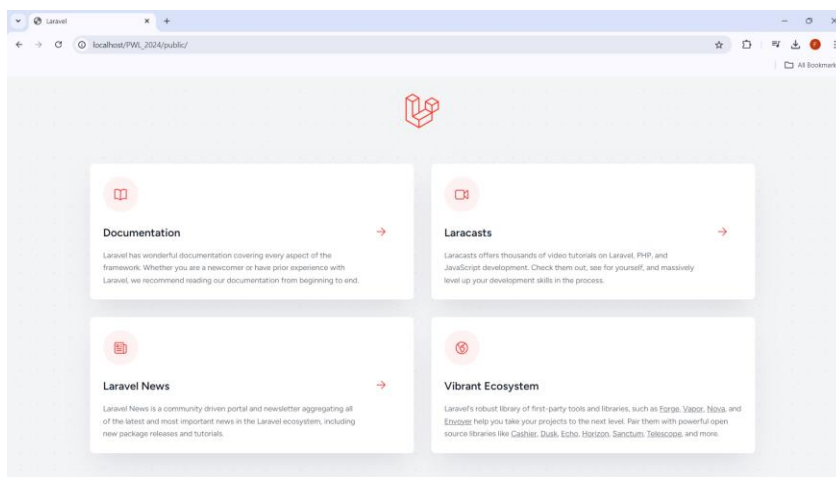 Laravel
localhost/PWL_2024/public/
All Bookmark
Documentation
Laravel has wonderful documentation covering every aspect of the
framework. Whether you are a newcomer or have prior experience with
Laravel, we recommend reading our documentation from beginning to end.
Laracasts
Laracasts offers thousands of video tutorials on Laravel, PHP, and
JavaScript development. Check them out, see for yourself, and massively
level up your development skills in the process.
Laravel News
Laravel News is a community driven portal and newsletter aggregating all
of the latest and most important news in the Laravel ecosystem, including
new package releases and tutorials.
Vibrant Ecosystem
Laravel's robust library of first-party tools and libraries, such as Forge, Vapor, Nova, and
Envoyer help you take your projects to the next level. Pair them with powerful open
source libraries like Cashier, Dusk, Echo, Horizon, Sanctum, Telescope, and more.